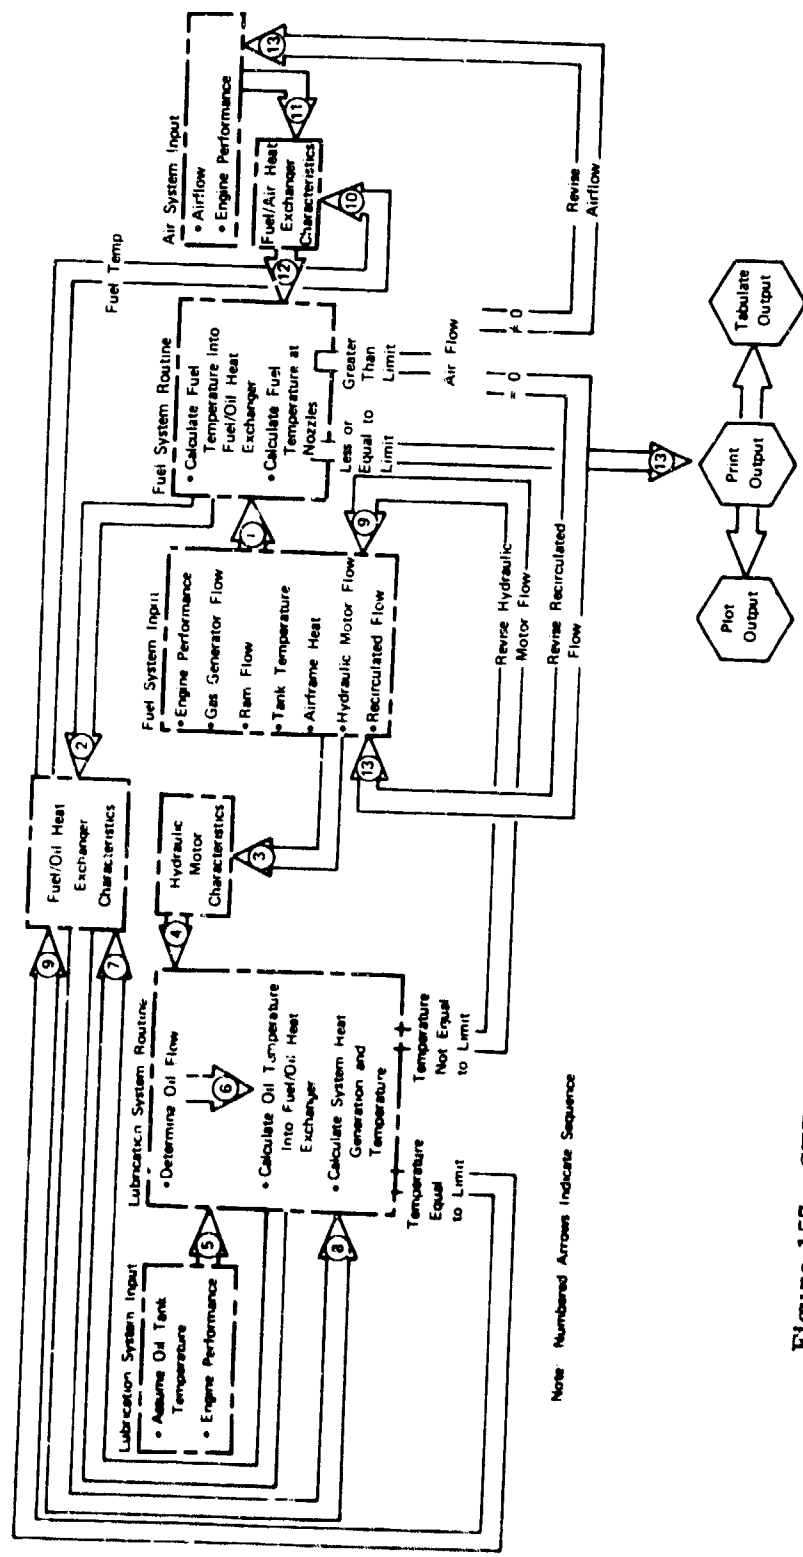 Lubrication System Input
• Assume Oil Tank
Temperature
• Engine Performance
5
Lubrication System Routine
• Determine Oil Flow
6
• Calculate Oil Temperature
Into Fuel/Oil Heat
Exchanger
• Calculate System Heat
Generation and
Temperature
Temperature
Equal
to Limit
Temperature
Not Equal
to Limit
8
9
7
4
Fuel/Oil Heat
Exchanger
Characteristics
2
Hydraulic
Motor
Characteristics
3
Fuel System Input
• Engine Performance
• Gas Generator Flow
• Ram Flow
• Tank Temperature
• Airframe Heat
• Hydraulic Motor Flow
• Recirculated Flow
13
9
1
Revise Hydraulic
Motor Flow
Revise Recirculated
Flow
Fuel System Routine
• Calculate Fuel
Temperature Into
Fuel/Oil Heat
Exchanger
• Calculate Fuel
Temperature at
Nozzles
Less or
Equal to
Limit
Greater
Than
Limit
Air Flow
= 0
≠ 0
12
Fuel Temp
Air System Input
• Airflow
• Engine Performance
13
11
Fuel/Air Heat
Exchanger
Characteristics
10
Revise
Airflow
13
Plot
Output
Print
Output
Tabulate
Output
Note Numbered Arrows Indicate Sequence
Figure 157